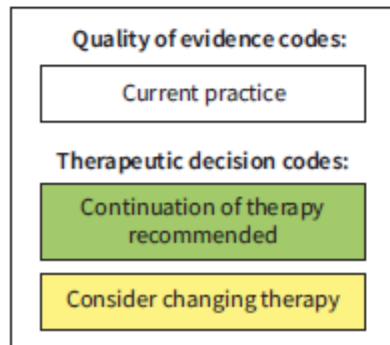 Quality of evidence codes:
Current practice
Therapeutic decision codes:
Continuation of therapy
recommended
Consider changing therapy